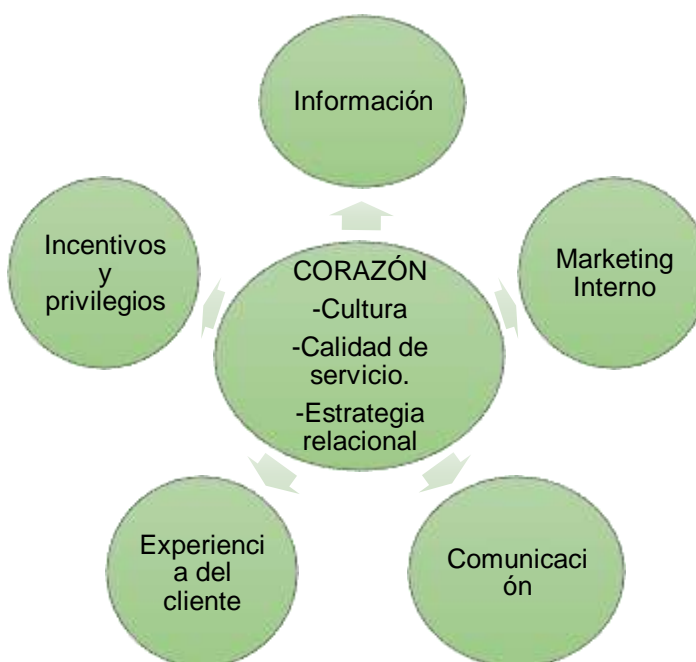 Información
Incentivos
y
privilegios
CORAZÓN
-Cultura
-Calidad de
servicio.
-Estrategia
relacional
Marketing
Interno
Experienci
a del
cliente
Comunicaci
ón